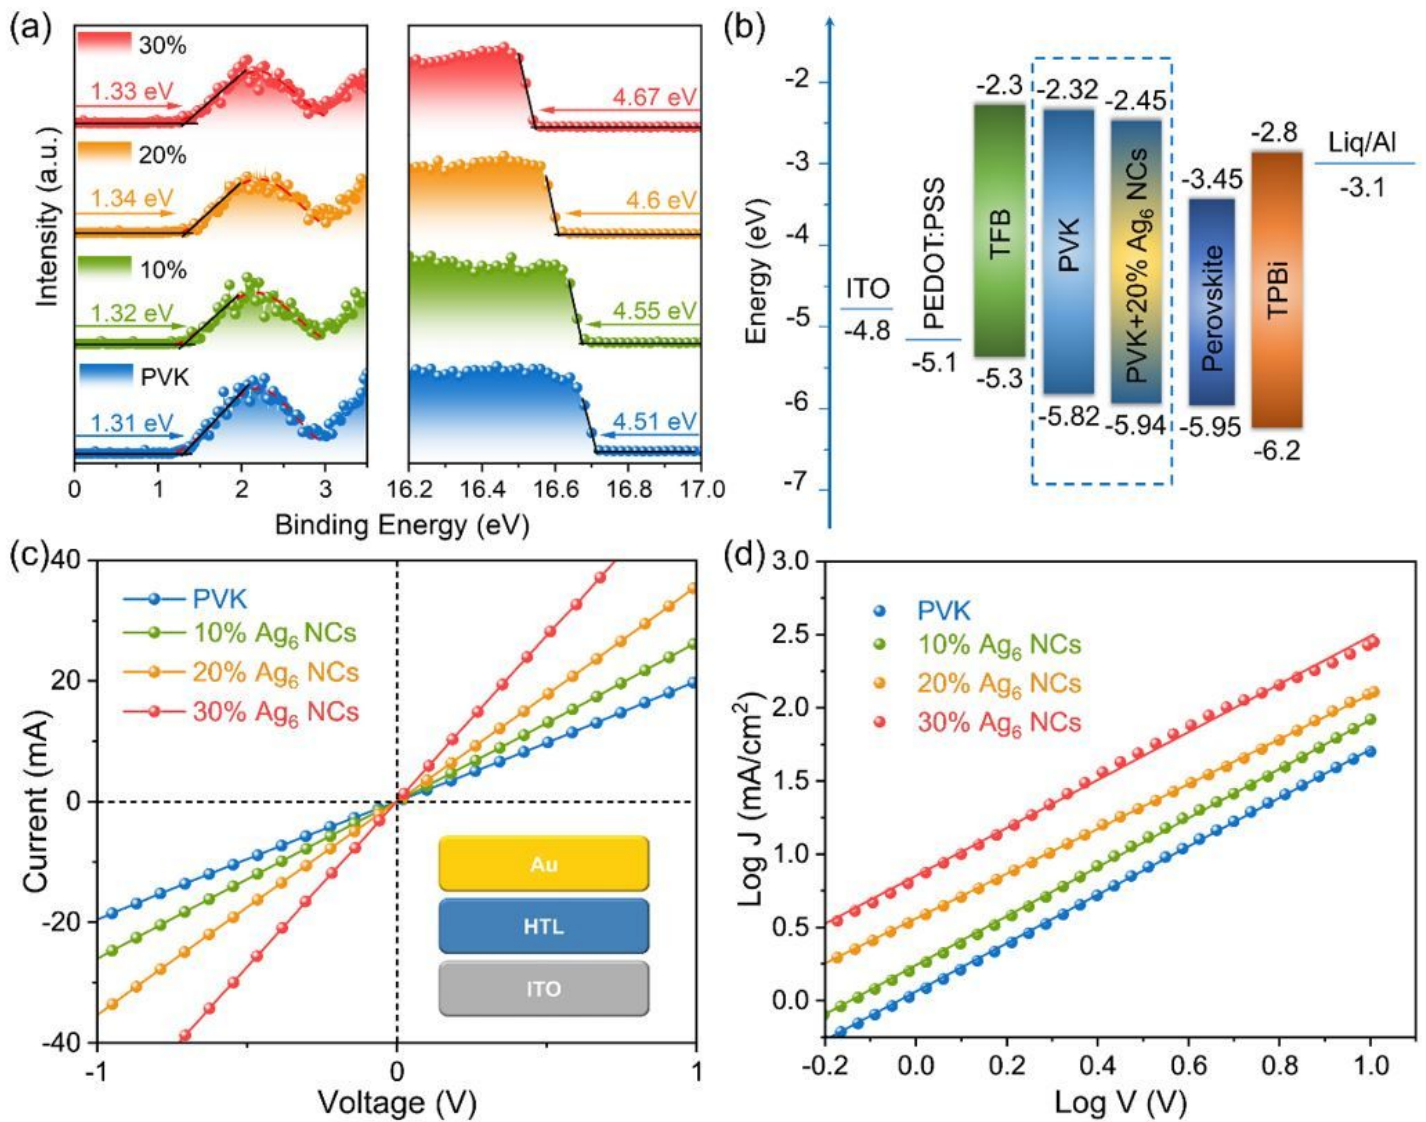 (a)
30%
1.33 eV
4.67 eV
20%
1.34 eV
4.6 eV
10%
1.32 eV
4.55 eV
PVK
1.31 eV
4.51 eV
Intensity (a.u.)
0 1 2 3 16.2 16.4 16.6 16.8 17.0
Binding Energy (eV)
(b)
-2
-3
-4
-5
-6
-7
Energy (eV)
ITO
-4.8
PEDOT:PSS
-5.1
-2.3
TFB
-5.3
-2.32
PVK
-5.82
-2.45
PVK+20% Ag₆ NCs
-5.94
-3.45
Perovskite
-5.95
-2.8
TPBi
-6.2
Liq/Al
-3.1
(c)
40
20
0
-20
-40
Current (mA)
PVK
10% Ag₆ NCs
20% Ag₆ NCs
30% Ag₆ NCs
Au
HTL
ITO
-1 0 1
Voltage (V)
(d)
3.0
2.5
2.0
1.5
1.0
0.5
0.0
Log J (mA/cm²)
PVK
10% Ag₆ NCs
20% Ag₆ NCs
30% Ag₆ NCs
-0.2 0.0 0.2 0.4 0.6 0.8 1.0
Log V (V)